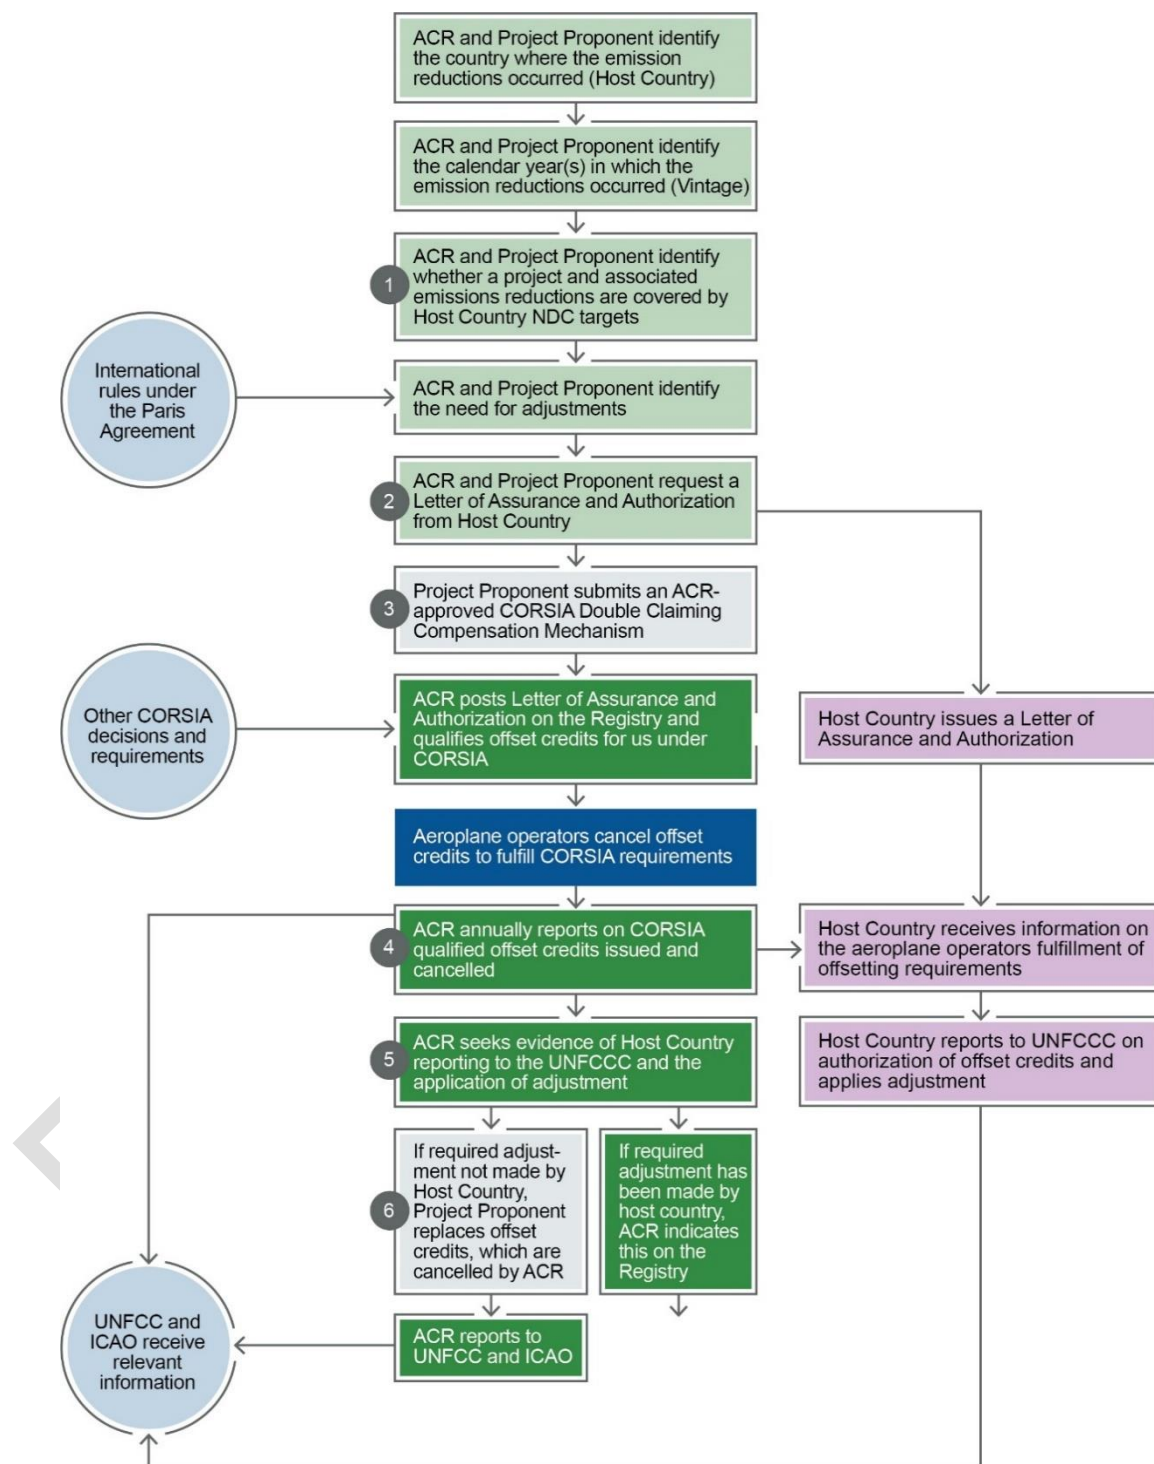 ACR and Project Proponent identify
the country where the emission
reductions occurred (Host Country)
ACR and Project Proponent identify
the calendar year(s) in which the
emission reductions occurred (Vintage)
1
ACR and Project Proponent identify
whether a project and associated
emissions reductions are covered by
Host Country NDC targets
International
rules under
the Paris
Agreement
ACR and Project Proponent identify
the need for adjustments
2
ACR and Project Proponent request a
Letter of Assurance and Authorization
from Host Country
3
Project Proponent submits an ACR-
approved CORSIA Double Claiming
Compensation Mechanism
Other CORSIA
decisions and
requirements
ACR posts Letter of Assurance and
Authorization on the Registry and
qualifies offset credits for us under
CORSIA
Host Country issues a Letter of
Assurance and Authorization
Aeroplane operators cancel offset
credits to fulfill CORSIA requirements
4
ACR annually reports on CORSIA
qualified offset credits issued and
cancelled
Host Country receives information on
the aeroplane operators fulfillment of
offsetting requirements
5
ACR seeks evidence of Host Country
reporting to the UNFCCC and the
application of adjustment
Host Country reports to UNFCCC on
authorization of offset credits and
applies adjustment
6
If required adjust-
ment not made by
Host Country,
Project Proponent
replaces offset
credits, which are
cancelled by ACR
If required
adjustment has
been made by
host country,
ACR indicates
this on the
Registry
UNFCC and
ICAO receive
relevant
information
ACR reports to
UNFCC and ICAO